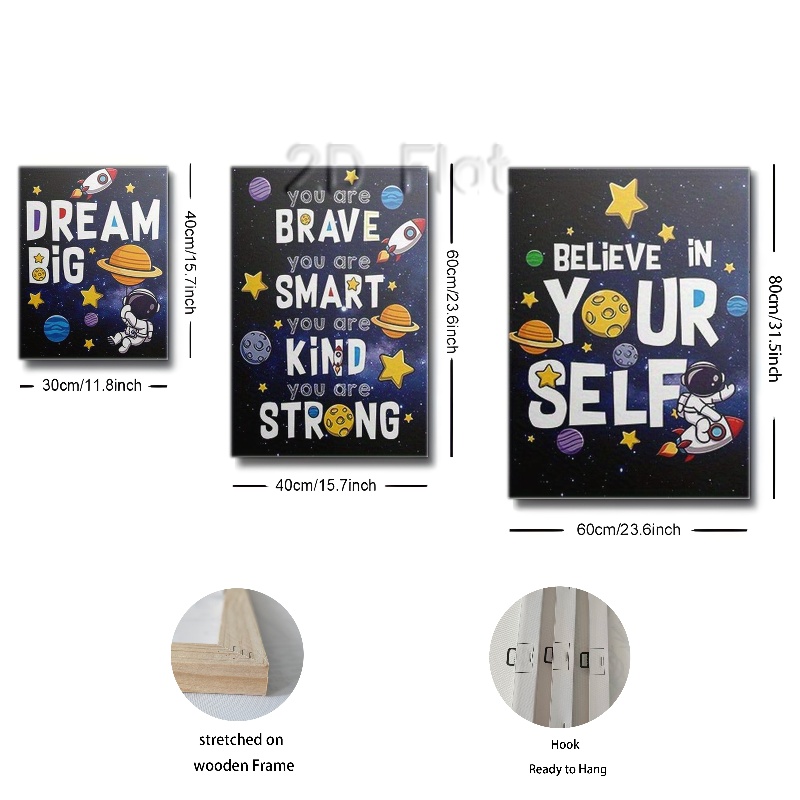 2D Flat
DREAM
BiG
40cm/15.7inch
30cm/11.8inch
you are
BRAVE
you are
SMART
you are
KiND
you are
STRONG
60cm/23.6inch
40cm/15.7inch
BELiEVE iN
YOUR
SELF
80cm/31.5inch
60cm/23.6inch
stretched on
wooden Frame
Hook
Ready to Hang